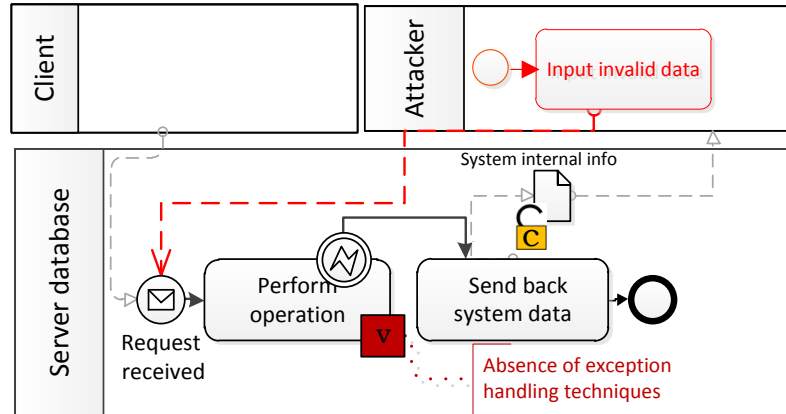 Client
Attacker
Input invalid data
System internal info
C
Server database
Perform
operation
Send back
system data
Request
received
V
Absence of exception
handling techniques